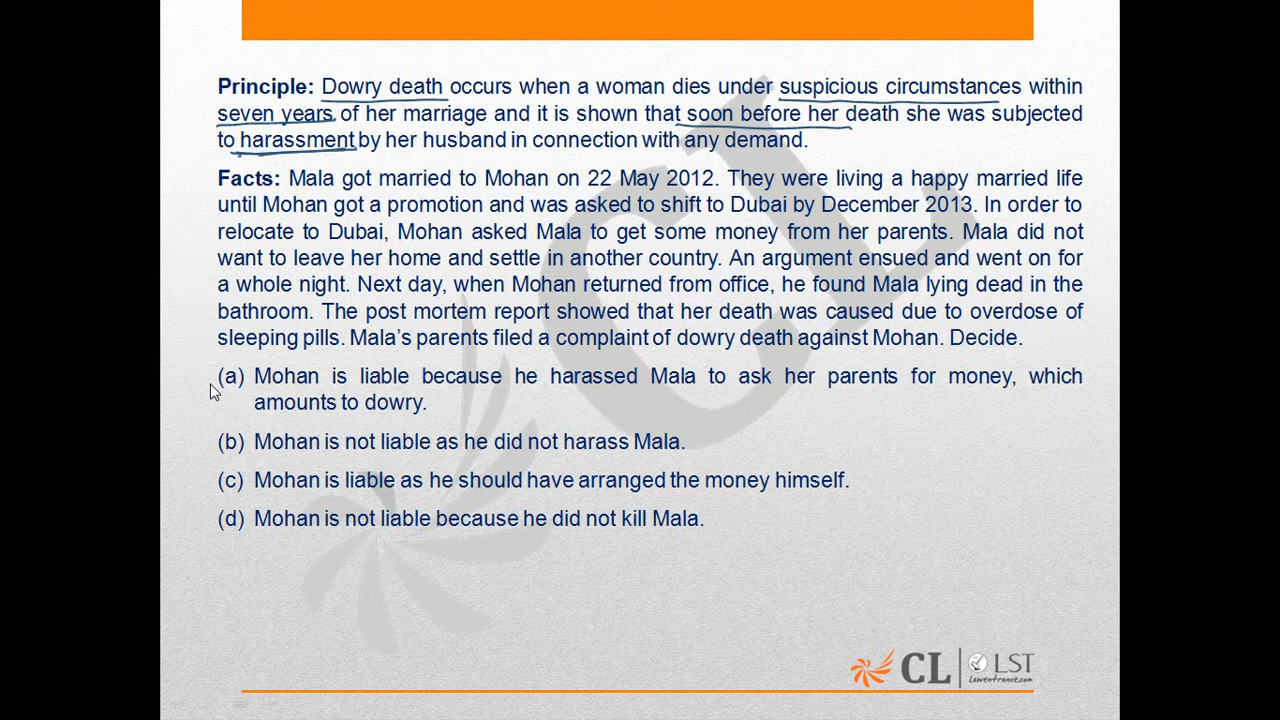 Principle: Dowry death occurs when a woman dies under suspicious circumstances within
seven years of her marriage and it is shown that soon before her death she was subjected
to harassment by her husband in connection with any demand.
Facts: Mala got married to Mohan on 22 May 2012. They were living a happy married life
until Mohan got a promotion and was asked to shift to Dubai by December 2013. In order to
relocate to Dubai, Mohan asked Mala to get some money from her parents. Mala did not
want to leave her home and settle in another country. An argument ensued and went on for
a whole night. Next day, when Mohan returned from office, he found Mala lying dead in the
bathroom. The post mortem report showed that her death was caused due to overdose of
sleeping pills. Mala's parents filed a complaint of dowry death against Mohan. Decide.
(a) Mohan is liable because he harassed Mala to ask her parents for money, which
amounts to dowry.
(b) Mohan is not liable as he did not harass Mala.
(c) Mohan is liable as he should have arranged the money himself.
(d) Mohan is not liable because he did not kill Mala.
CL
CL LST
Lawentrance.com